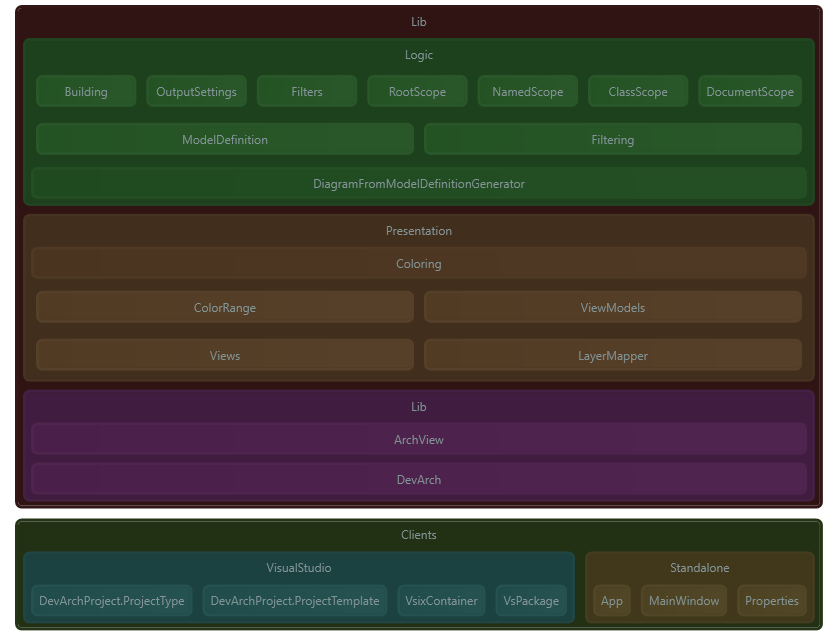 Lib
Logic
Building OutputSettings Filters RootScope NamedScope ClassScope DocumentScope
ModelDefinition Filtering
DiagramFromModelDefinitionGenerator
Presentation
Coloring
ColorRange ViewModels
Views LayerMapper
Lib
ArchView
DevArch
Clients
VisualStudio Standalone
DevArchProject.ProjectType DevArchProject.ProjectTemplate VsixContainer VsPackage App MainWindow Properties